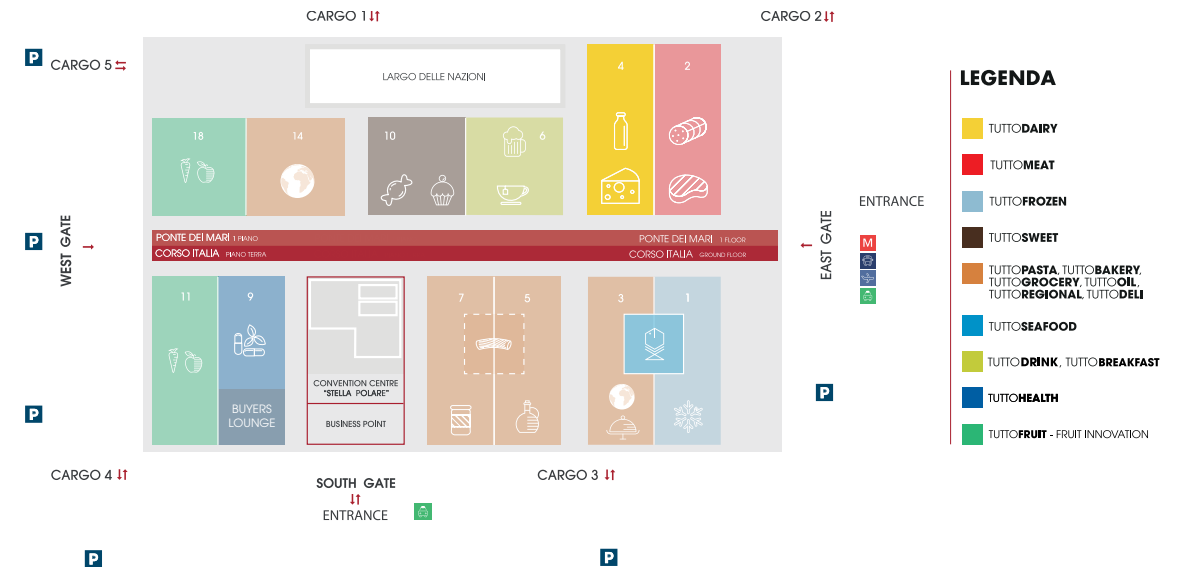 CARGO 1
CARGO 2
P
CARGO 5
LARGO DELLE NAZIONI
4
2
LEGENDA
TUTTODAIRY
18
14
10
6
TUTTOMEAT
ENTRANCE
TUTTOFROZEN
P
WEST GATE
PONTE DEI MARI 1 PIANO
PONTE DEI MARI 1 FLOOR
CORSO ITALIA PIANO TERRA
CORSO ITALIA GROUND FLOOR
EAST GATE
M
TUTTOSWEET
TUTTOPASTA, TUTTOBAKERY,
TUTTOGROCERY, TUTTOOIL,
TUTTOREGIONAL, TUTTODELI
11
9
7
5
3
1
TUTTOSEAFOOD
TUTTODRINK, TUTTOBREAKFAST
CONVENTION CENTRE
"STELLA POLARE"
P
TUTTOHEALTH
P
BUYERS
LOUNGE
BUSINESS POINT
TUTTOFRUIT - FRUIT INNOVATION
CARGO 4
CARGO 3
SOUTH GATE
ENTRANCE
P
P